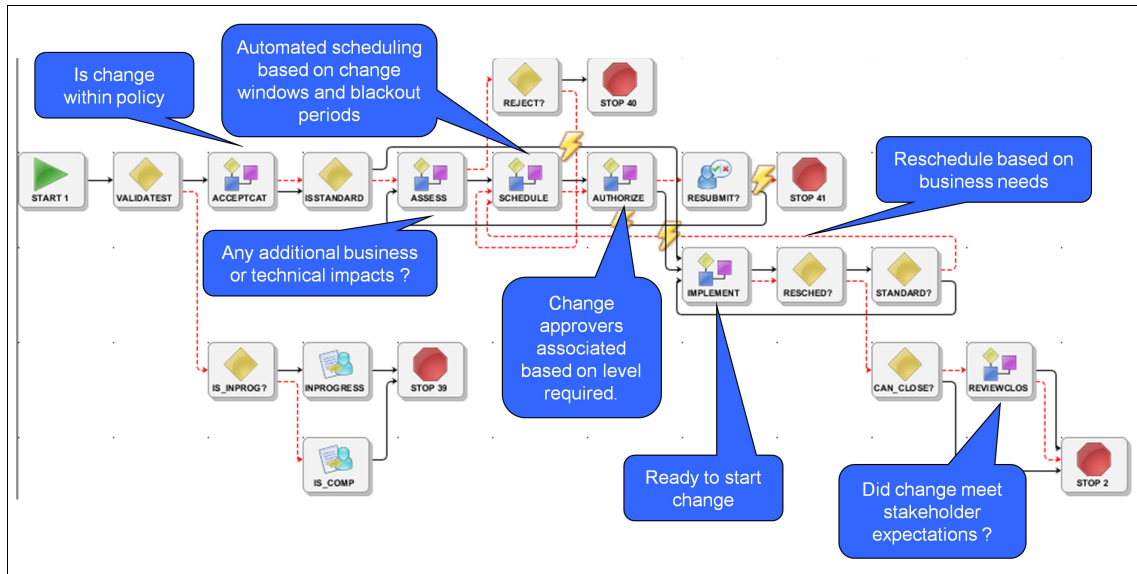 Is change
within policy
Automated scheduling
based on change
windows and blackout
periods
REJECT?
STOP 40
START 1
VALIDATEST
ACCEPTCAT
ISSTANDARD
ASSESS
SCHEDULE
AUTHORIZE
RESUBMIT?
STOP 41
Reschedule based on
business needs
Any additional business
or technical impacts ?
IMPLEMENT
RESCHED?
STANDARD?
Change
approvers
associated
based on level
required.
IS_INPROG?
INPROGRESS
STOP 39
CAN_CLOSE?
REVIEWCLOS
IS_COMP
Ready to start
change
Did change meet
stakeholder
expectations ?
STOP 2